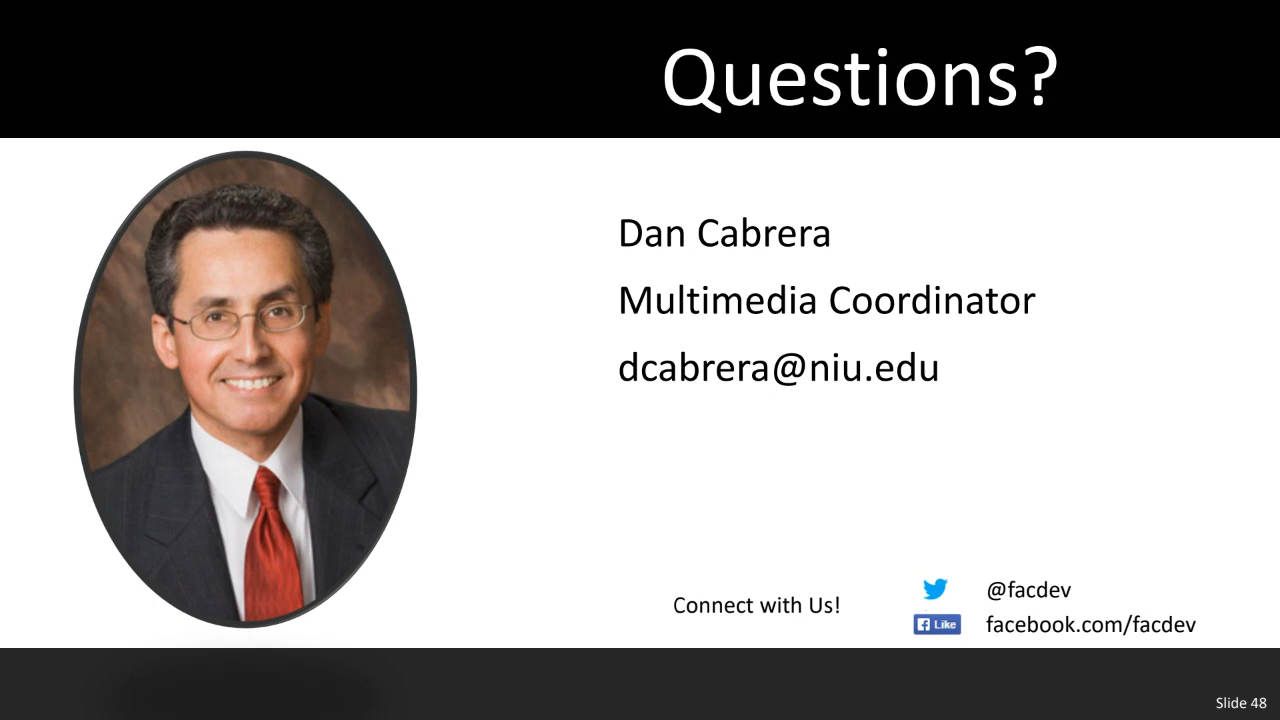 Questions?
Dan Cabrera
Multimedia Coordinator
dcabrera@niu.edu
Connect with Us!
@facdev
Like
facebook.com/facdev
Slide 48